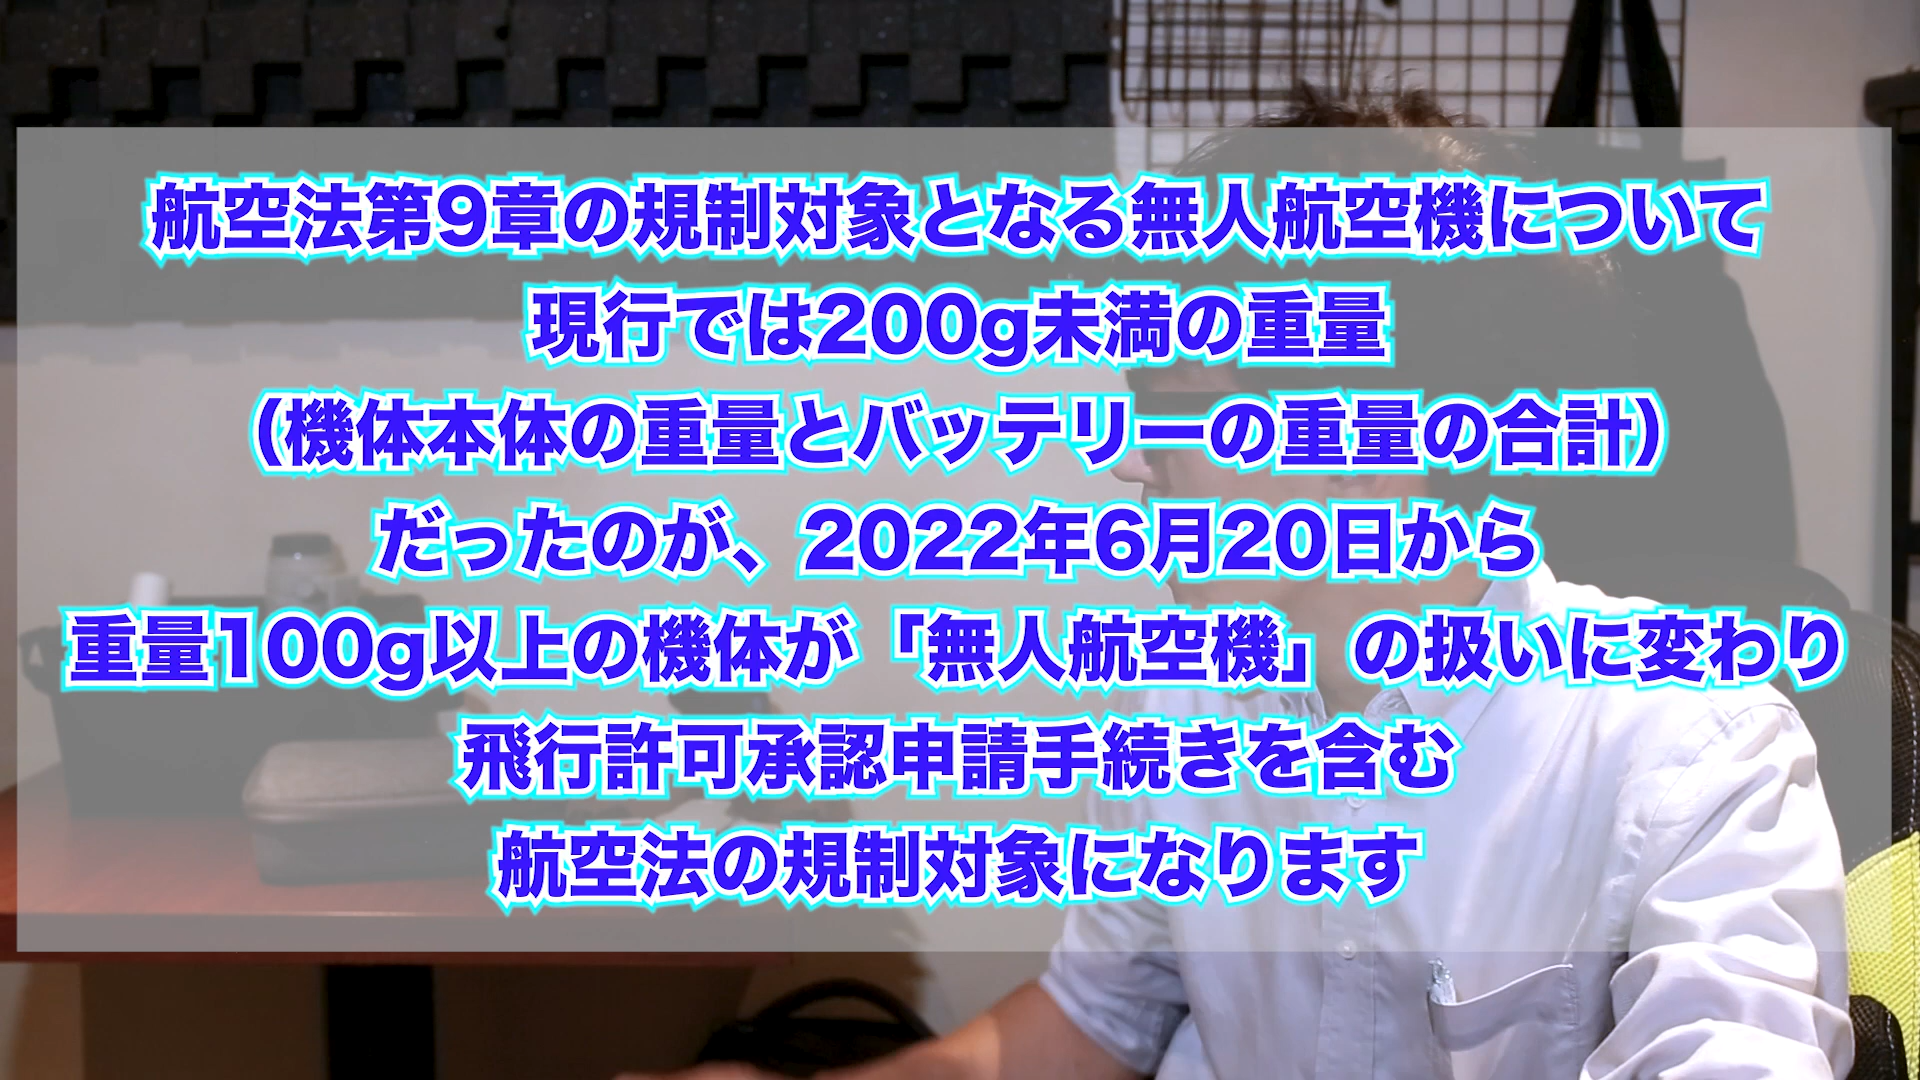 航空法第9章の規制対象となる無人航空機について
現行では200g未満の重量
（機体本体の重量とバッテリーの重量の合計）
だったのが、2022年6月20日から
重量100g以上の機体が「無人航空機」の扱いに変わり
飛行許可承認申請手続きを含む
航空法の規制対象になります